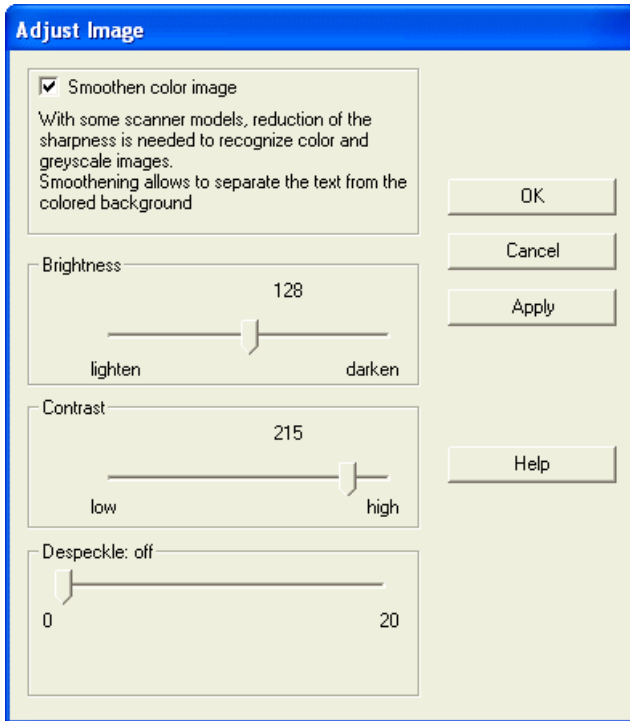 Adjust Image
Smoothen color image
With some scanner models, reduction of the
sharpness is needed to recognize color and
greyscale images.
Smoothening allows to separate the text from the
colored background
OK
Cancel
Apply
Help
Brightness
128
lighten darken
Contrast
215
low high
Despeckle: off
0 20